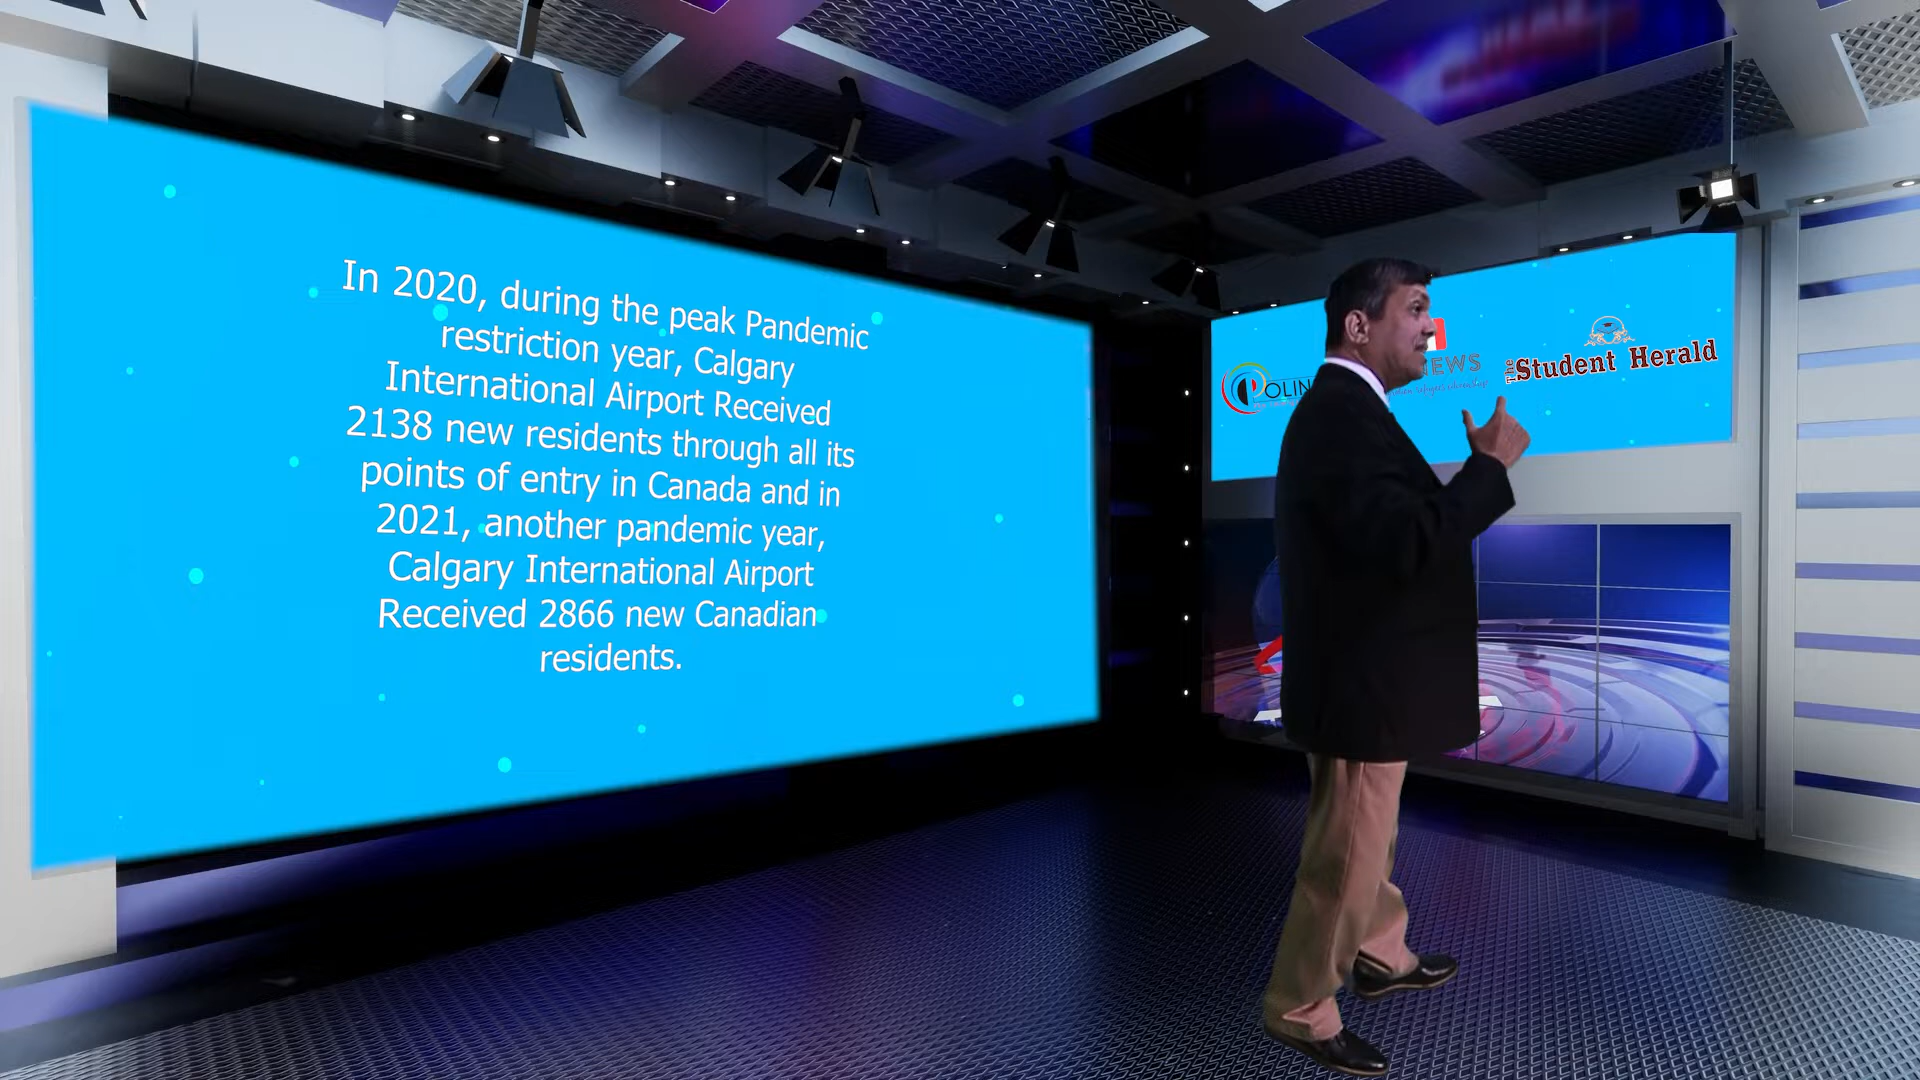 In 2020, during the peak Pandemic
restriction year, Calgary
International Airport Received
2138 new residents through all its
points of entry in Canada and in
2021, another pandemic year,
Calgary International Airport
Received 2866 new Canadian
residents.
The Student Herald